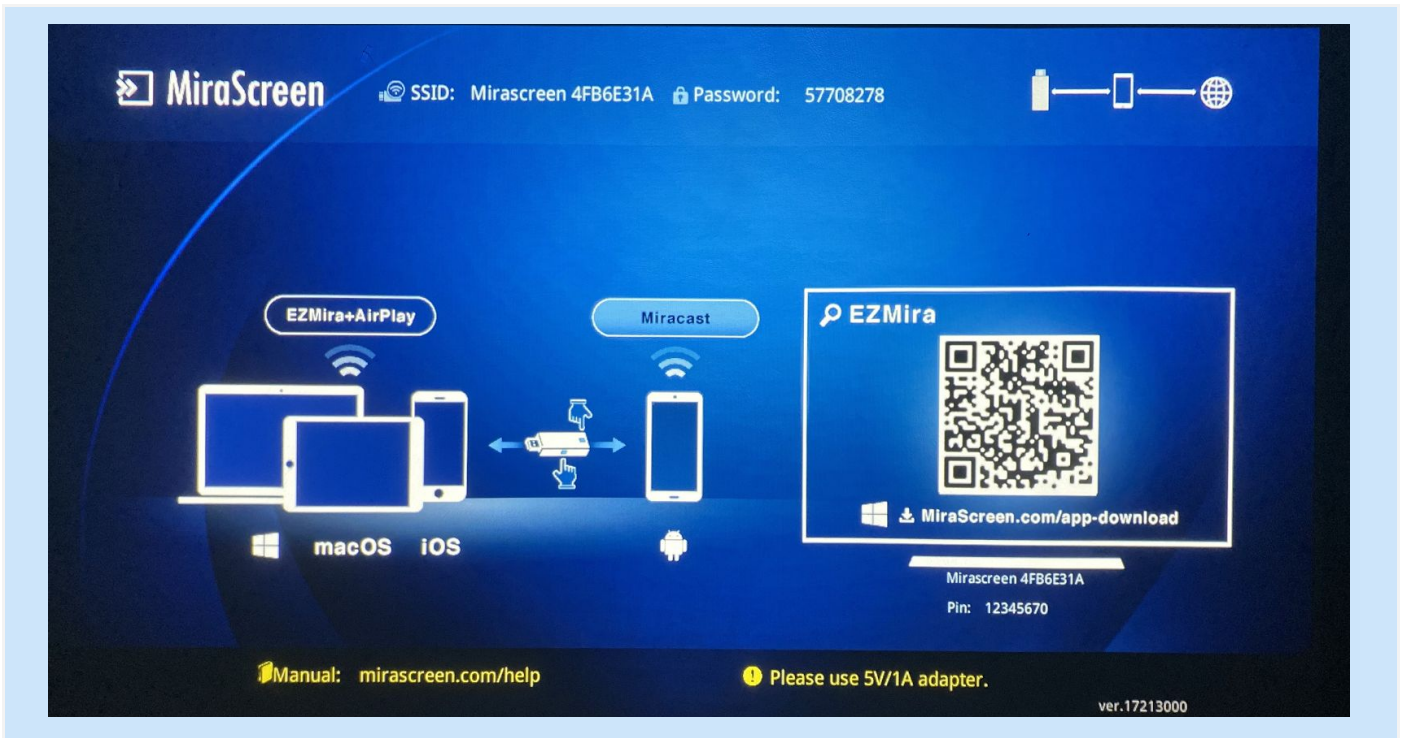 MiraScreen
SSID: Mirascreen 4FB6E31A Password: 57708278
EZMira+AirPlay
Miracast
EZMira
MiraScreen.com/app-download
macOS iOS
Mirascreen 4FB6E31A
Pin: 12345670
Manual: mirascreen.com/help
Please use 5V/1A adapter.
ver.17213000